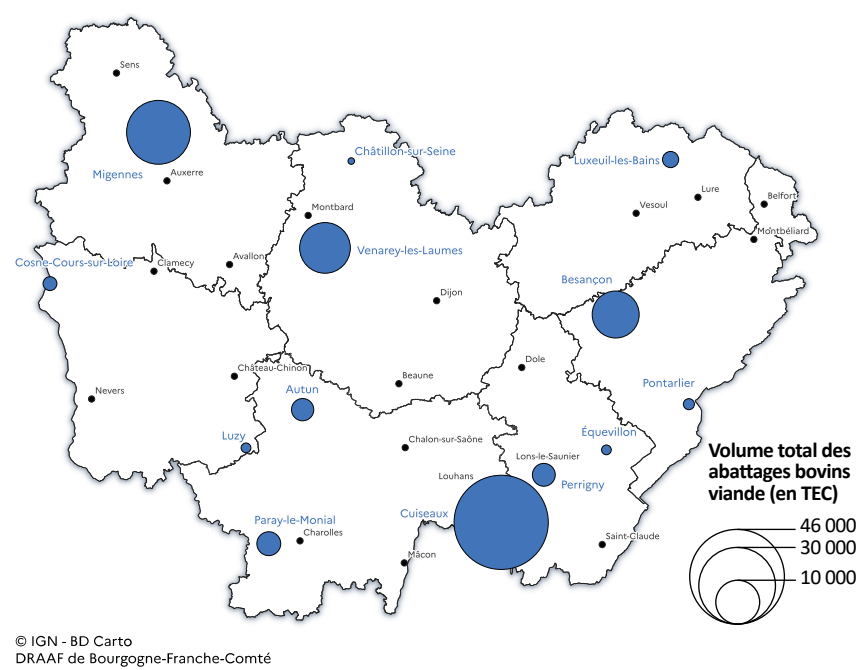 Sens
Migennes
Auxerre
Châtillon-sur-Seine
Luxeuil-les-Bains
Lure
Vesoul
Belfort
Montbard
Montbéliard
Venarey-les-Laumes
Avallon
Clamecy
Cosne-Cours-sur-Loire
Besançon
Dijon
Dole
Château-Chinon
Beaune
Nevers
Autun
Pontarlier
Luzy
Chalon-sur-Saône
Équevillon
Lons-le-Saunier
Louhans
Perrigny
Cuiseaux
Paray-le-Monial
Charolles
Saint-Claude
Mâcon
Volume total des
abattages bovins
viande (en TEC)
46 000
30 000
10 000
© IGN - BD Carto
DRAAF de Bourgogne-Franche-Comté